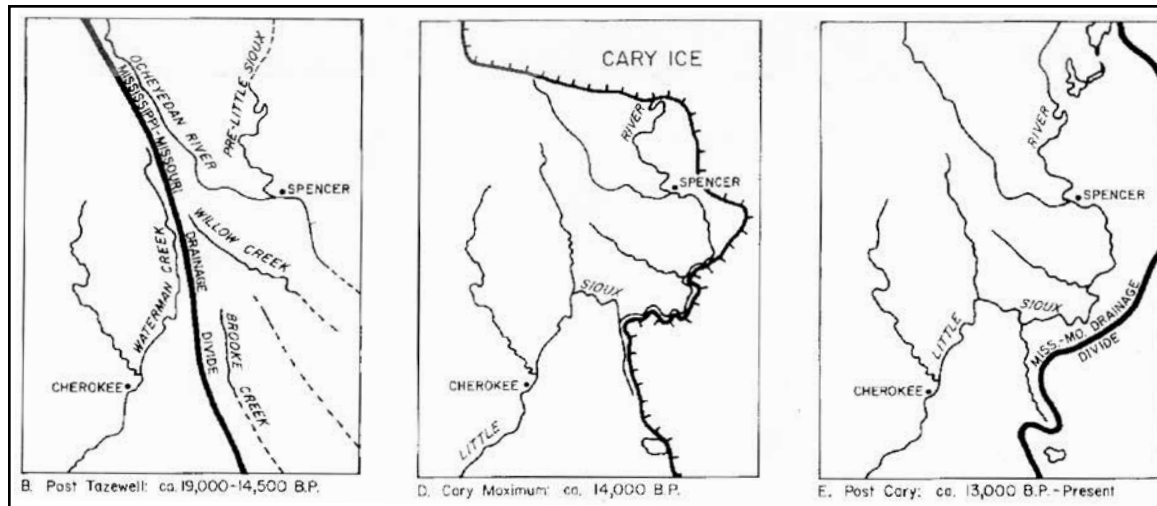 OCHEYEDAN RIVER
MISSISSIPPI-MISSOURI
DRAINAGE
DIVIDE
PRE-LITTLE SIOUX
SPENCER
WILLOW CREEK
WATERMAN CREEK
BROOKE CREEK
CHEROKEE
B. Post Tazewell: ca. 19,000-14,500 B.P.
CARY ICE
RIVER
SPENCER
SIOUX
CHEROKEE
LITTLE
D. Cary Maximum: ca. 14,000 B.P.
RIVER
SPENCER
SIOUX
LITTLE
MISS.-MO. DRAINAGE
DIVIDE
CHEROKEE
E. Post Cary: ca. 13,000 B.P.-Present